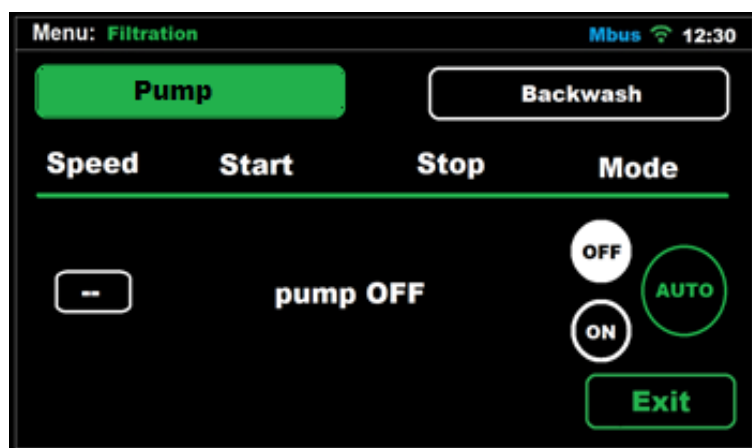 Menu: Filtration Mbus 12:30
Pump Backwash
Speed Start Stop Mode
OFF
-- pump OFF AUTO
ON
Exit